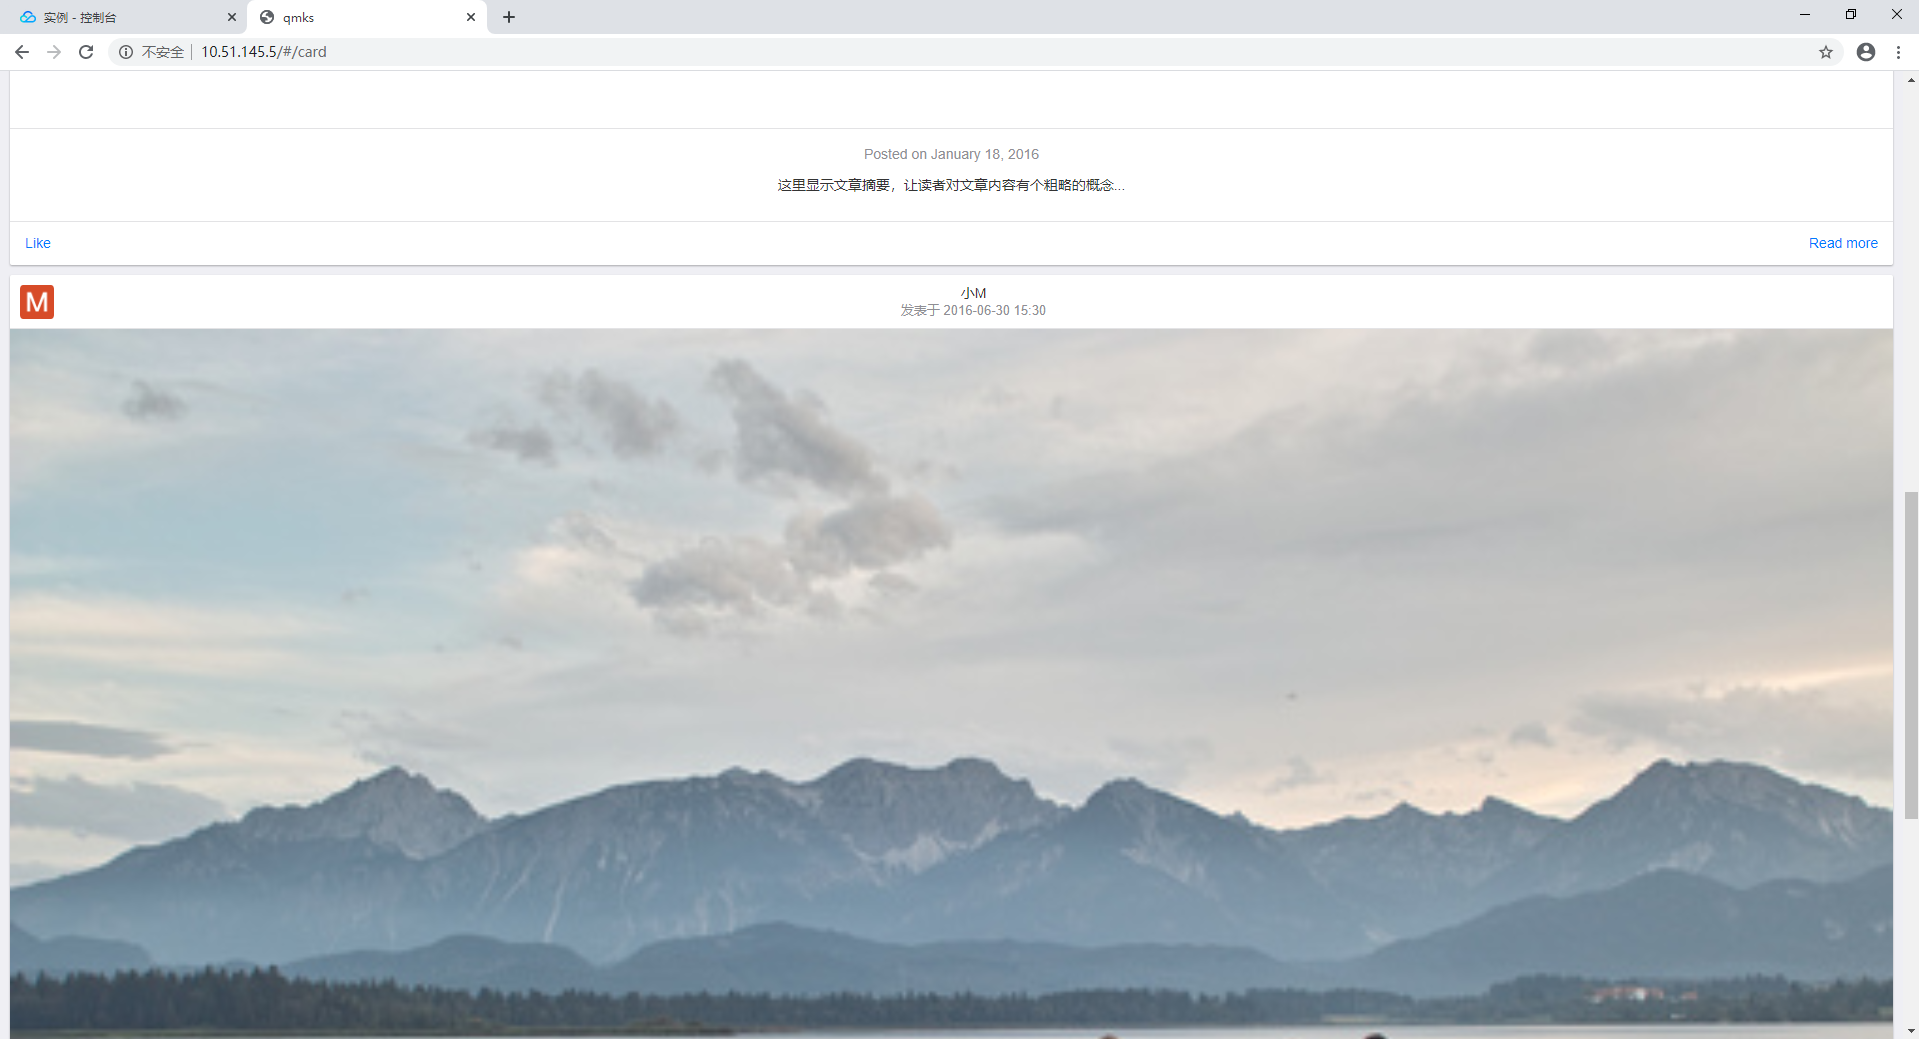 实例 - 控制台
qmks
不安全 10.51.145.5/#/card
Posted on January 18, 2016
这里显示文章摘要，让读者对文章内容有个粗略的概念...
Like
Read more
M
小M
发表于 2016-06-30 15:30